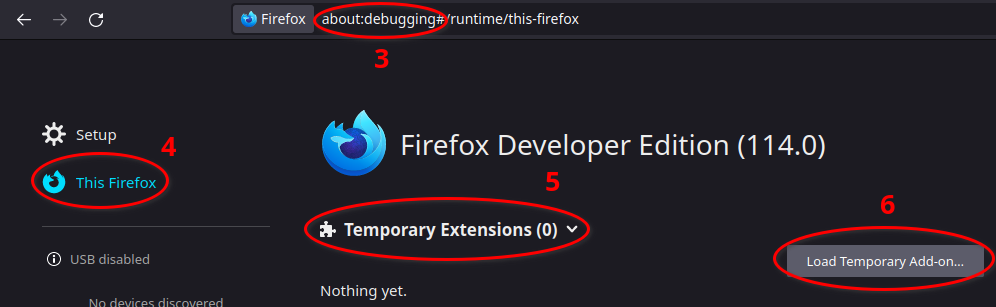 Firefox about:debugging#/runtime/this-firefox
3
Setup
4
This Firefox
Firefox Developer Edition (114.0)
5
Temporary Extensions (0)
6
Load Temporary Add-on...
USB disabled
Nothing yet.
No devices discovered